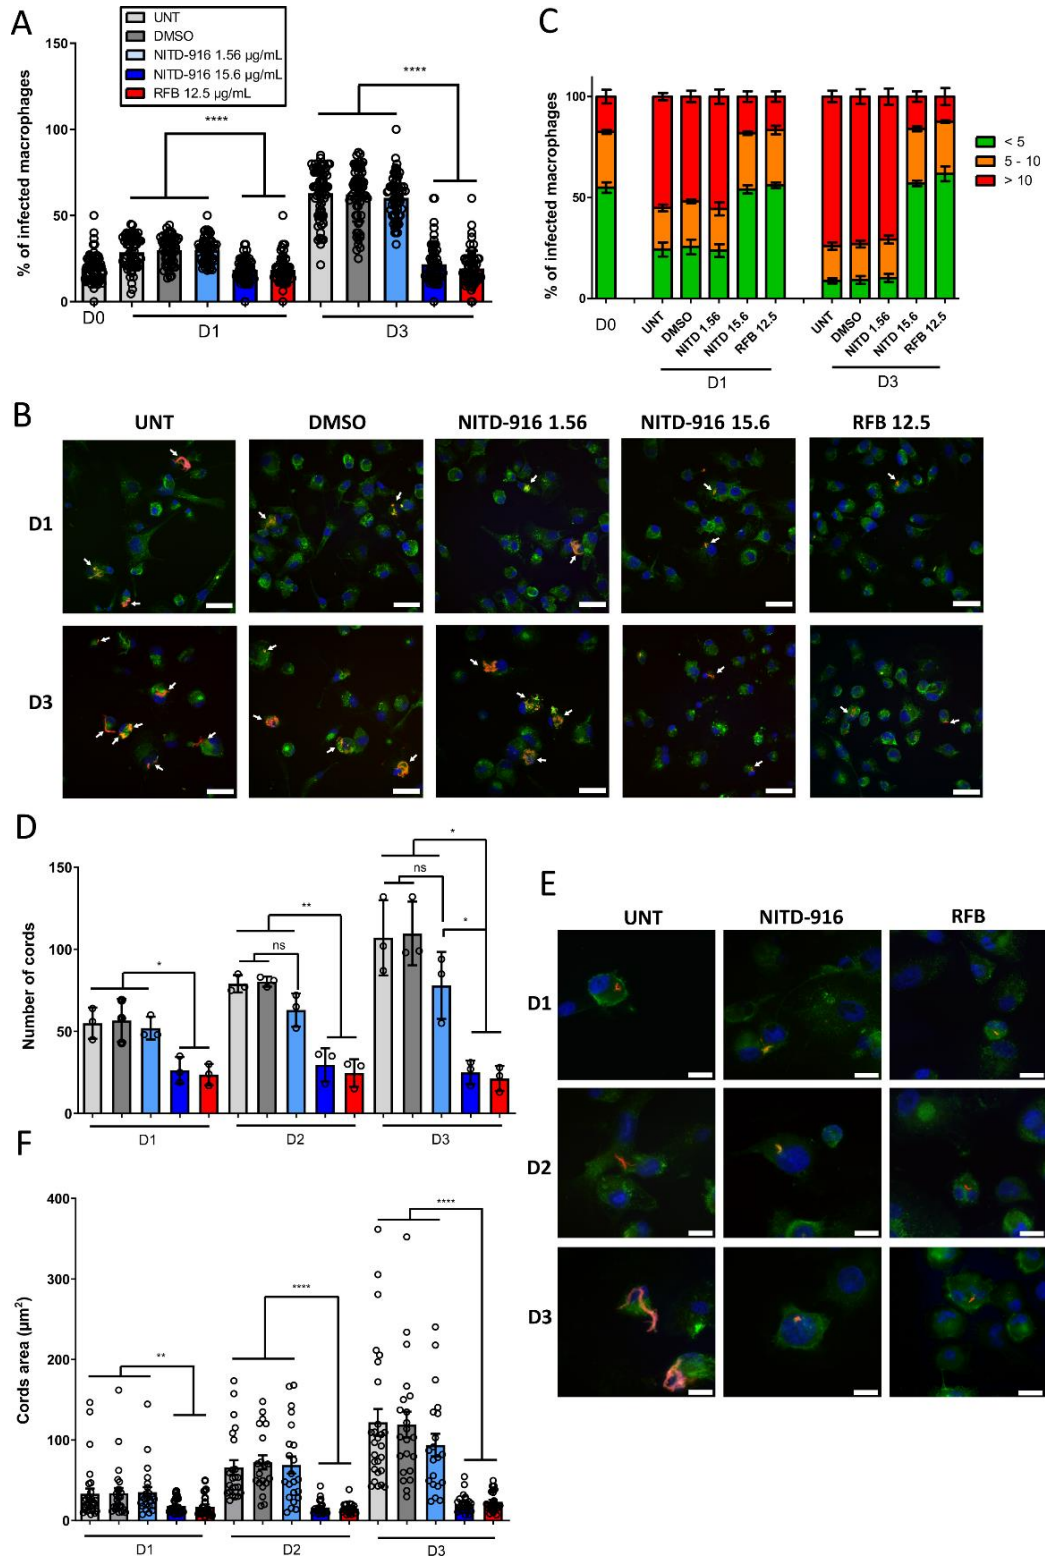 A
UNT
DMSO
NITD-916 1.56 µg/mL
NITD-916 15.6 µg/mL
RFB 12.5 µg/mL
% of infected macrophages
150
100
50
0
****
****
D0
D1
D3
C
% of infected macrophages
100
50
0
< 5
5 - 10
> 10
D0
UNT
DMSO
NITD 1.56
NITD 15.6
RFB 12.5
UNT
DMSO
NITD 1.56
NITD 15.6
RFB 12.5
D1
D3
B
UNT DMSO NITD-916 1.56 NITD-916 15.6 RFB 12.5
D1
D3
D
Number of cords
150
100
50
0
*
**
ns
*
ns
*
D1
D2
D3
E
UNT NITD-916 RFB
D1
D2
D3
F
Cords area (µm²)
400
300
200
100
0
**
****
****
D1
D2
D3